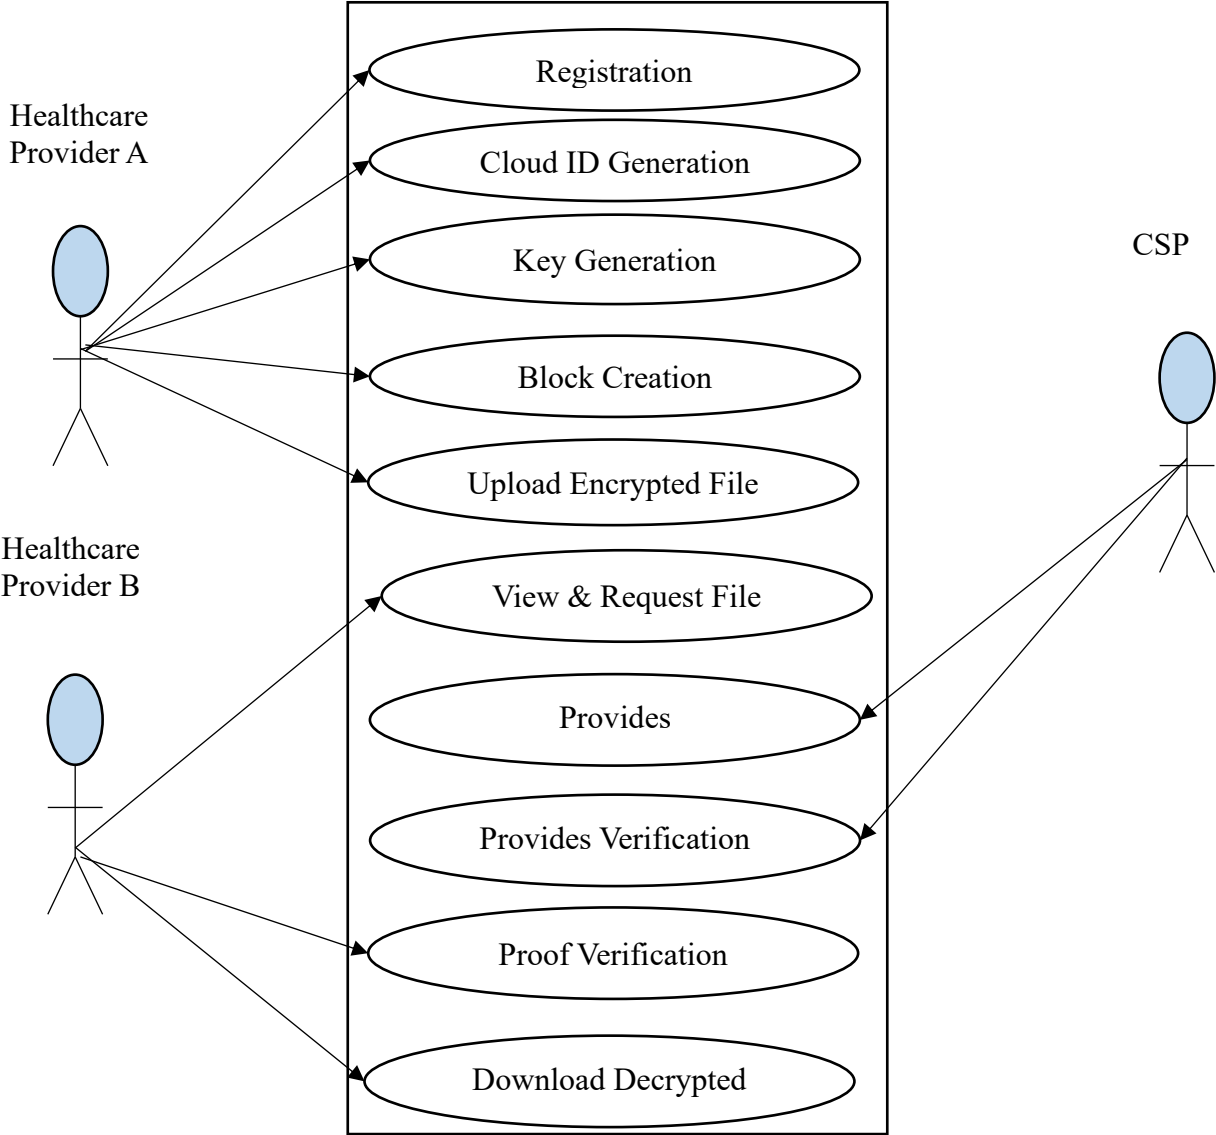 Healthcare
Provider A
Registration
Cloud ID Generation
Key Generation
CSP
Block Creation
Upload Encrypted File
Healthcare
Provider B
View & Request File
Provides
Provides Verification
Proof Verification
Download Decrypted